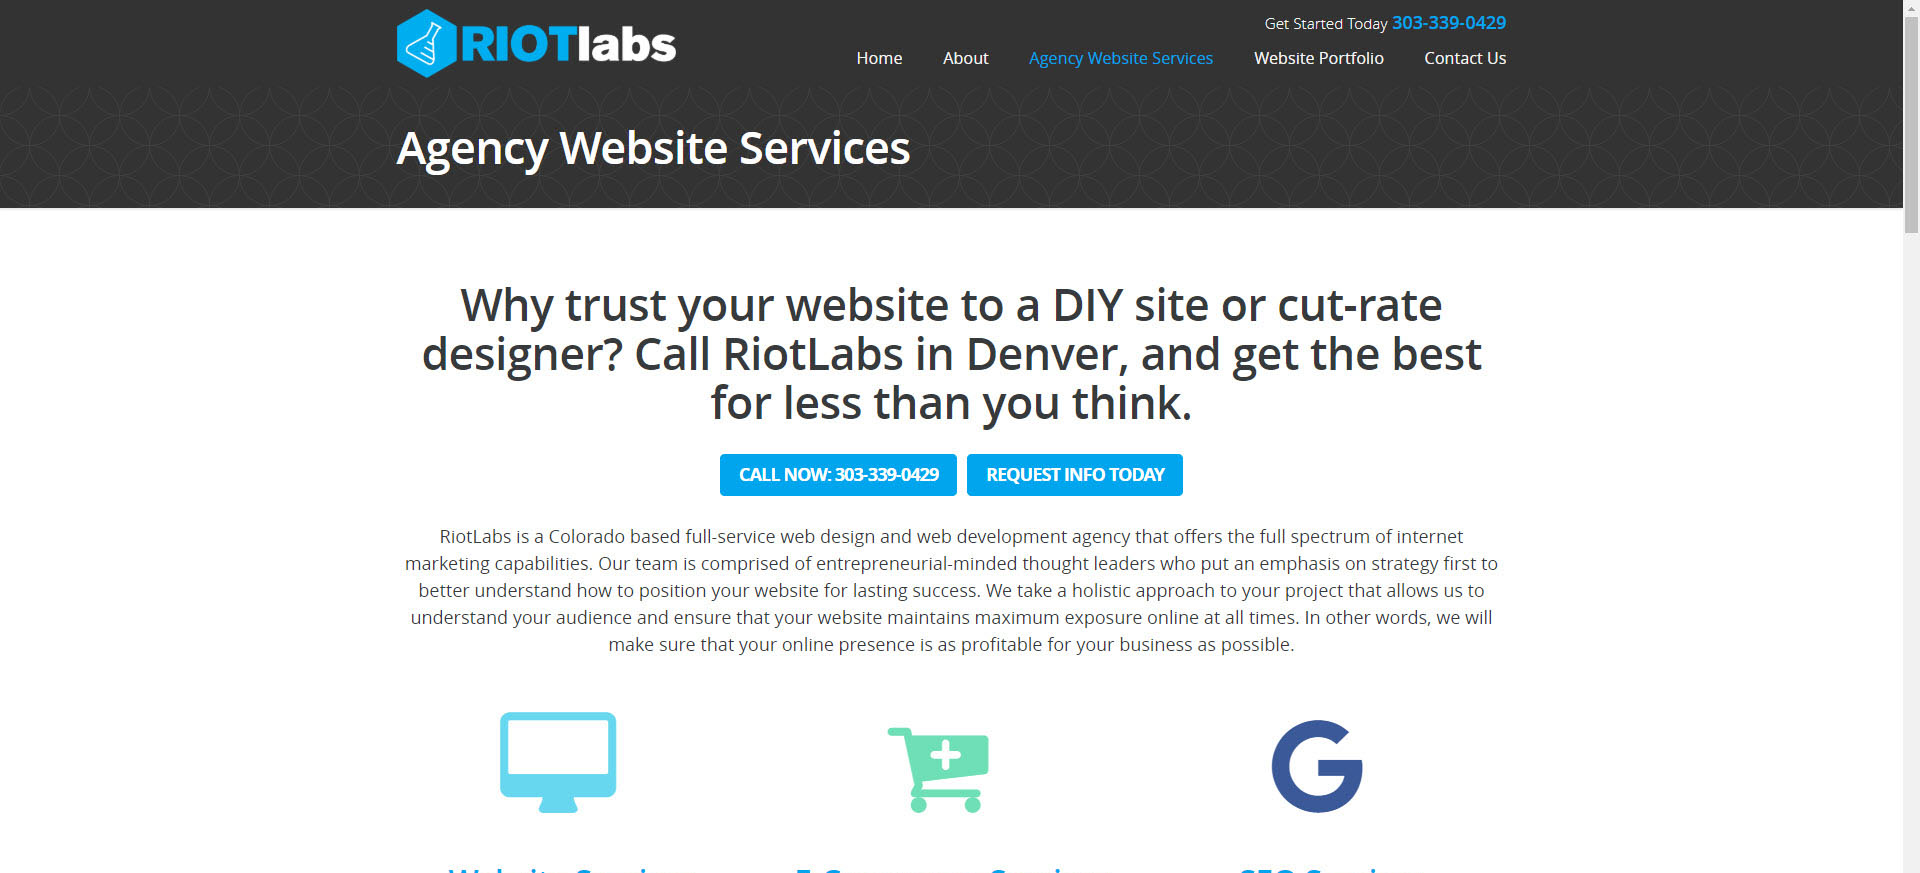 RIOTlabs
Get Started Today 303-339-0429
Home About Agency Website Services Website Portfolio Contact Us
Agency Website Services
Why trust your website to a DIY site or cut-rate
designer? Call RiotLabs in Denver, and get the best
for less than you think.
CALL NOW: 303-339-0429 REQUEST INFO TODAY
RiotLabs is a Colorado based full-service web design and web development agency that offers the full spectrum of internet
marketing capabilities. Our team is comprised of entrepreneurial-minded thought leaders who put an emphasis on strategy first to
better understand how to position your website for lasting success. We take a holistic approach to your project that allows us to
understand your audience and ensure that your website maintains maximum exposure online at all times. In other words, we will
make sure that your online presence is as profitable for your business as possible.